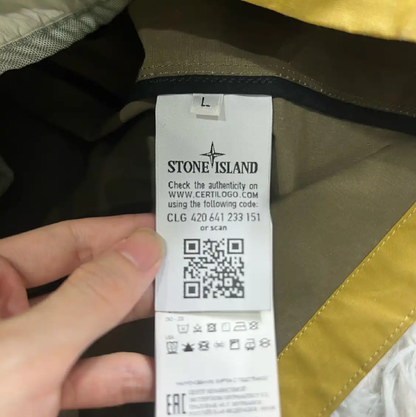 L
STONE ISLAND
Check the authenticity on
WWW.CERTILOGO.COM
using the following code:
CLG 420 641 233 151
or scan
EAC